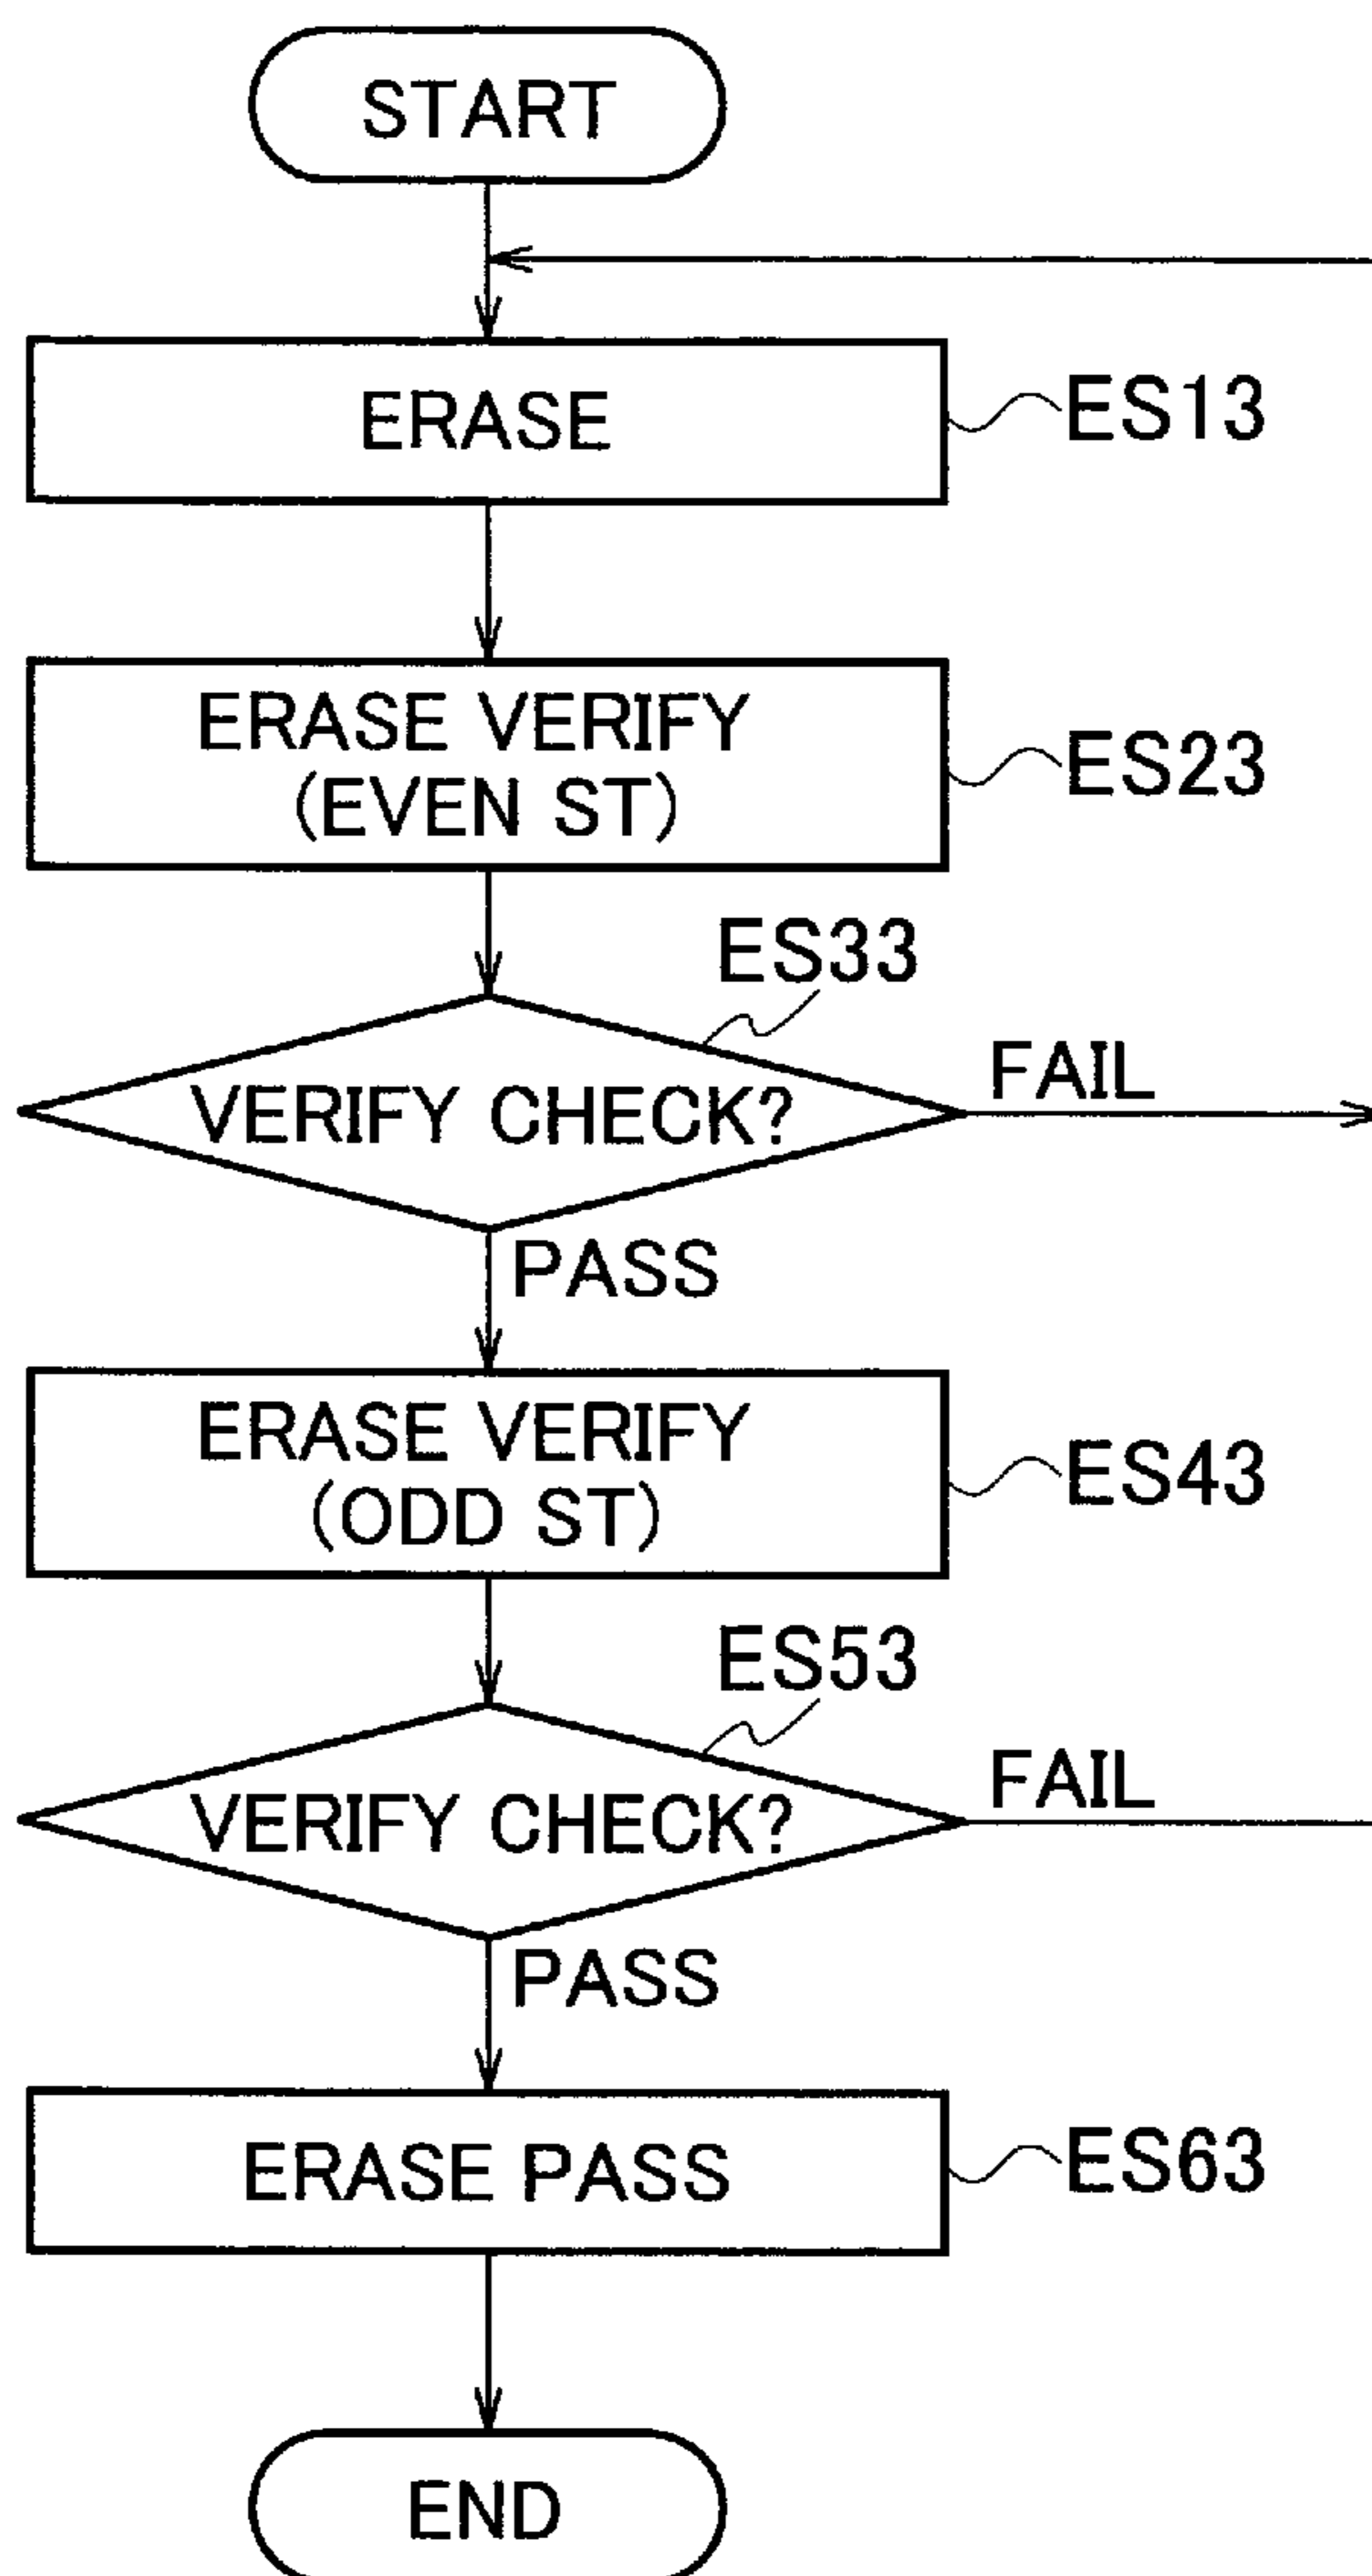 START
ERASE
ES13
ERASE VERIFY
(EVEN ST)
ES23
ES33
VERIFY CHECK?
FAIL
PASS
ERASE VERIFY
(ODD ST)
ES43
ES53
VERIFY CHECK?
FAIL
PASS
ERASE PASS
ES63
END